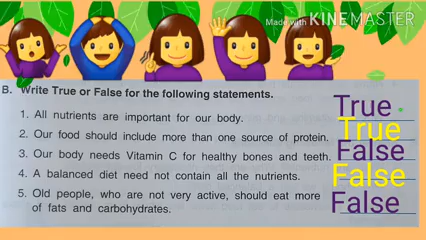 Made with KINEMASTER
B. Write True or False for the following statements.
1. All nutrients are important for our body. True
2. Our food should include more than one source of protein. True
3. Our body needs Vitamin C for healthy bones and teeth. False
4. A balanced diet need not contain all the nutrients. False
5. Old people, who are not very active, should eat more
of fats and carbohydrates. False